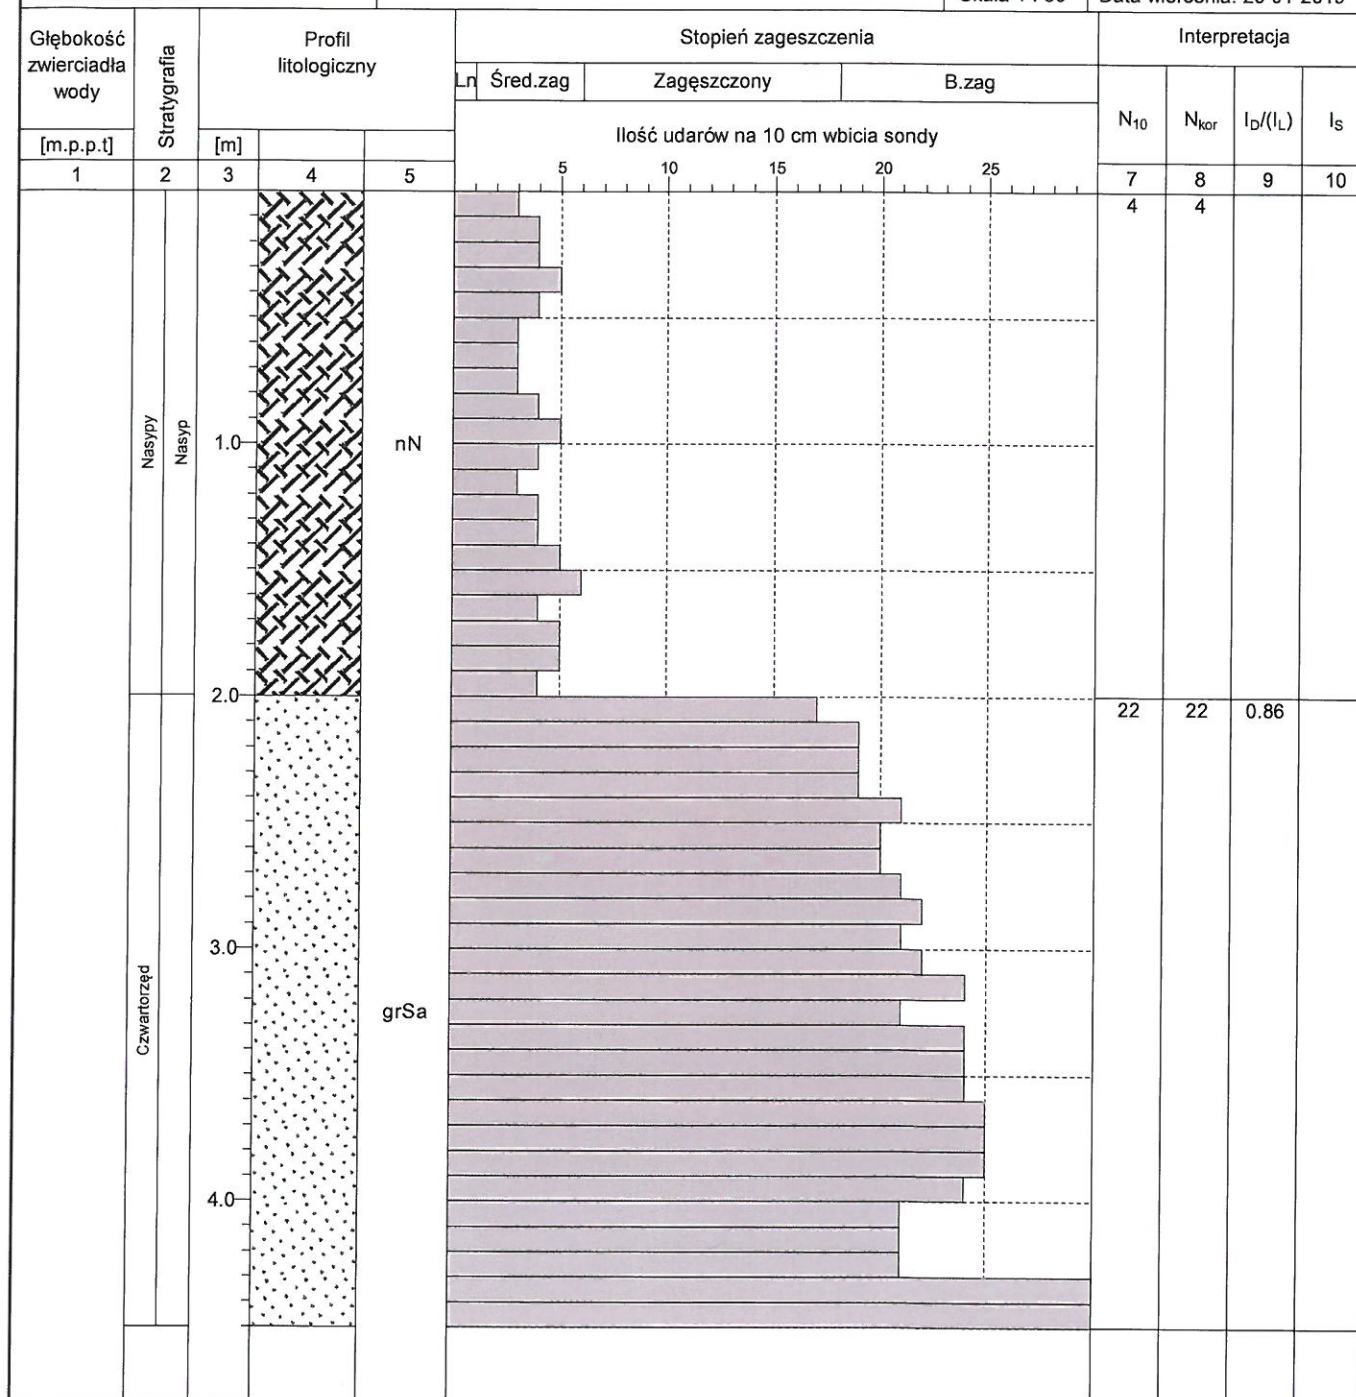 Głębokość
zwierciadła
wody
[m.p.p.t]
Stratygrafia
Profil
litologiczny
[m]
Stopień zagęszczenia
Ln Śred.zag Zagęszczony B.zag
Ilość udarów na 10 cm wbicia sondy
5 10 15 20 25
Interpretacja
N10 Nkor ID/(IL) IS
1 2 3 4 5 7 8 9 10
4 4
Nasypy
Nasyp
1.0
nN
2.0
22 22 0.86
3.0
Czwartorzęd
grSa
4.0